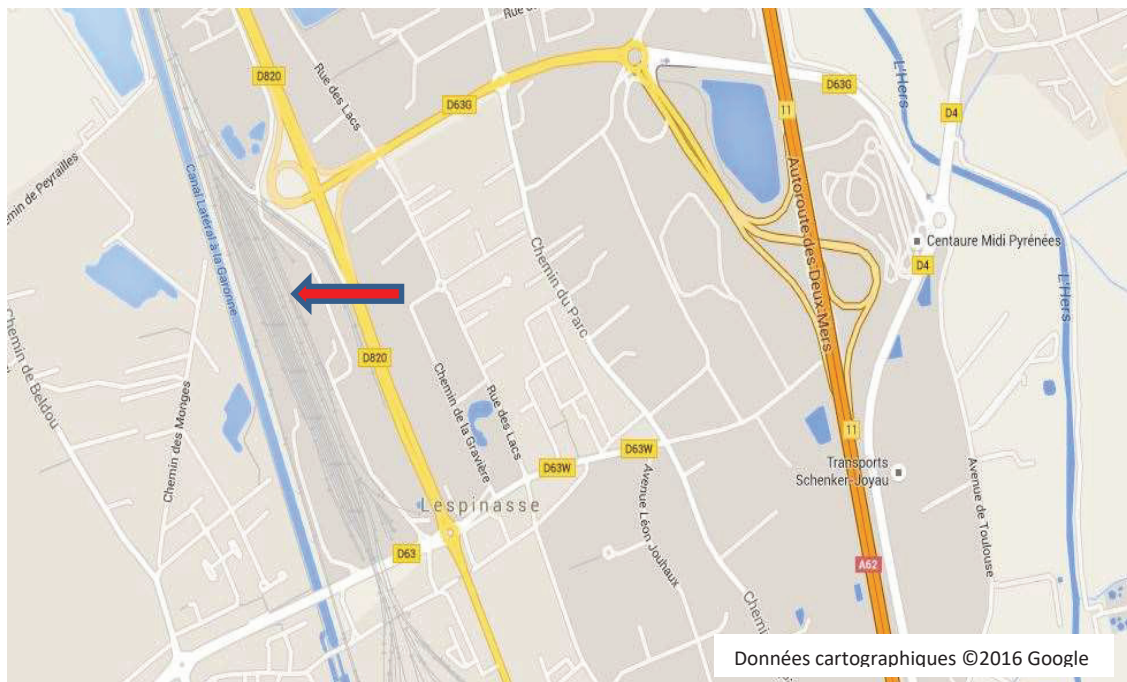 Rue de
L'Hers
D820
Rue des Lacs
D63G
D63G
11
D4
Chemin de Peyrailles
Canal Latéral à la Garonne
Autoroute des Deux Mers
Centaure Midi Pyrénées
D4
Chemin du Parc
L'Hers
Chemin de Beldou
D820
Chemin des Monges
Chemin de la Gravière
Rue des Lacs
11
D63W
D63W
Transports
Schenker-Joyau
Avenue Léon Jouhaux
Avenue de Toulouse
Lespinasse
D63
A62
Chemin
Données cartographiques ©2016 Google